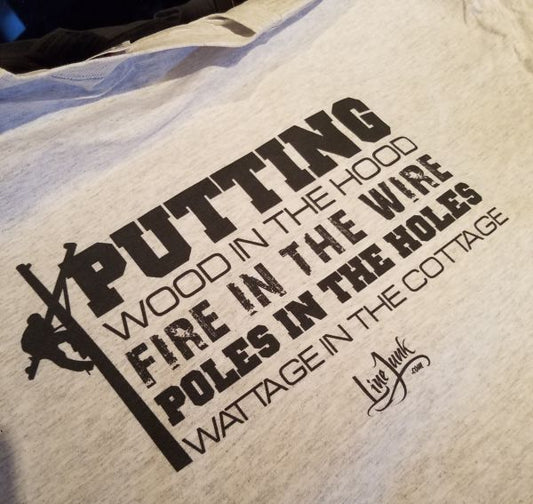 PUTTING
WOOD IN THE HOOD
FIRE IN THE WIRE
POLES IN THE HOLES
WATTAGE IN THE COTTAGE
LineJunk
.com